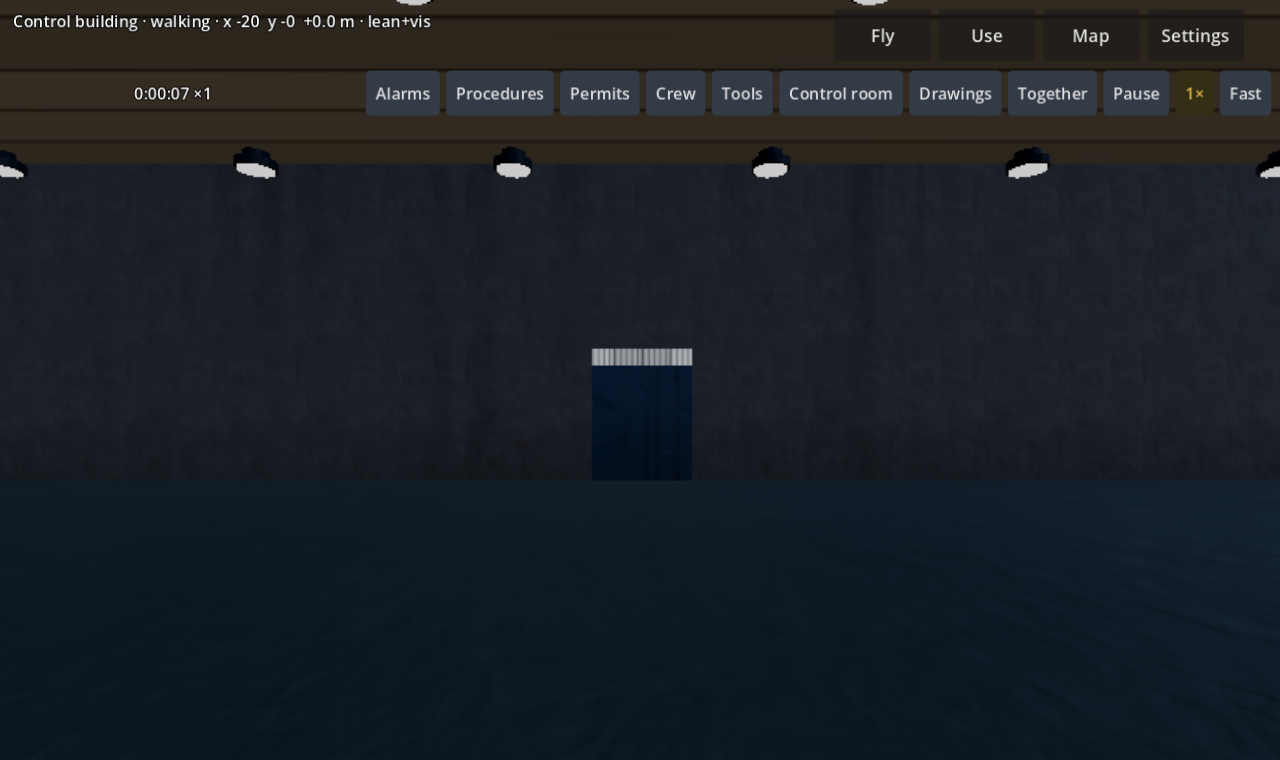 Control building · walking · x -20 y -0 +0.0 m · lean+vis
Fly Use Map Settings
0:00:07 ×1 Alarms Procedures Permits Crew Tools Control room Drawings Together Pause 1× Fast